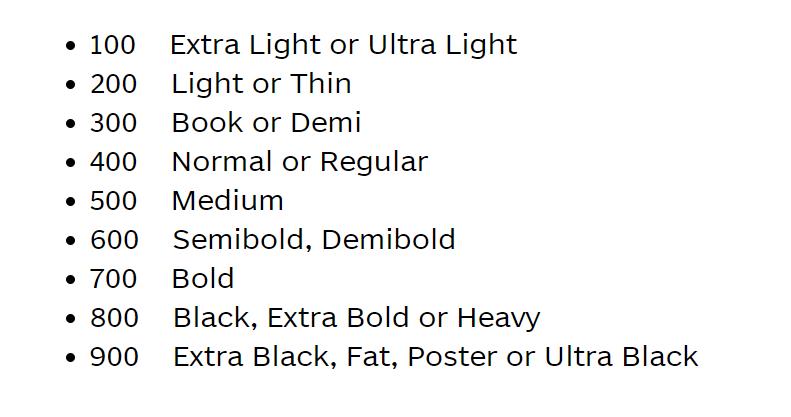 • 100 Extra Light or Ultra Light
• 200 Light or Thin
• 300 Book or Demi
• 400 Normal or Regular
• 500 Medium
• 600 Semibold, Demibold
• 700 Bold
• 800 Black, Extra Bold or Heavy
• 900 Extra Black, Fat, Poster or Ultra Black